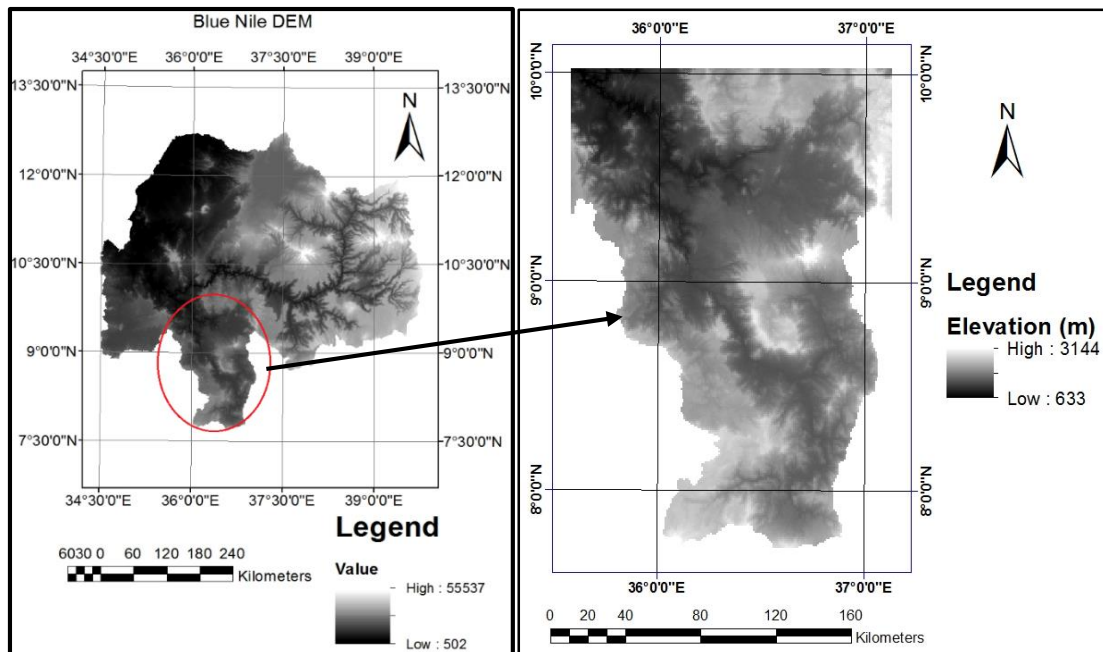 Blue Nile DEM
34°30'0"E 36°0'0"E 37°30'0"E 39°0'0"E
13°30'0"N 13°30'0"N
N
12°0'0"N 12°0'0"N
10°30'0"N 10°30'0"N
9°0'0"N 9°0'0"N
7°30'0"N 7°30'0"N
34°30'0"E 36°0'0"E 37°30'0"E 39°0'0"E
Legend
6030 0 60 120 180 240
Kilometers
Value
High : 55537
Low : 502
36°0'0"E 37°0'0"E
10°0'0"N 10°0'0"N
N
9°0'0"N 9°0'0"N
Legend
Elevation (m)
High : 3144
Low : 633
8°0'0"N 8°0'0"N
36°0'0"E 37°0'0"E
0 20 40 80 120 160
Kilometers